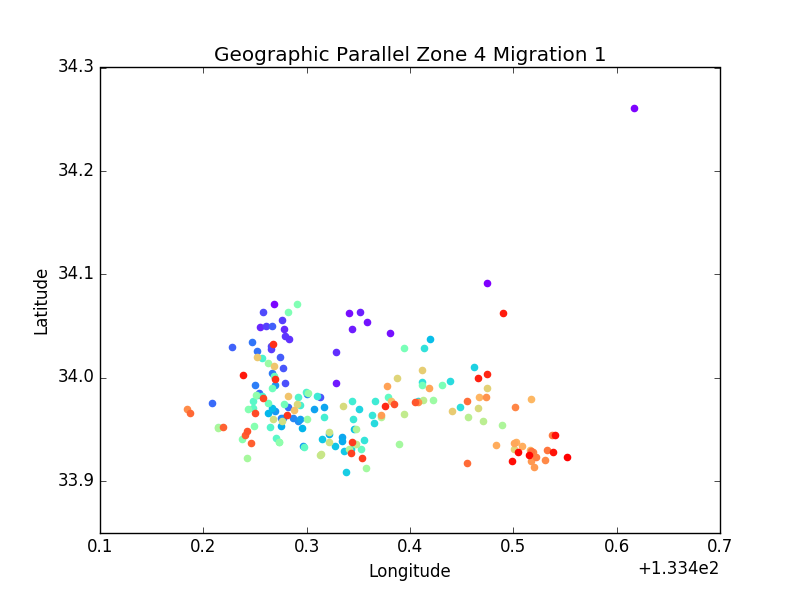 Geographic Parallel Zone 4 Migration 1
34.3
34.2
34.1
34.0
33.9
Latitude
0.1 0.2 0.3 0.4 0.5 0.6 0.7
Longitude
+1.334e2